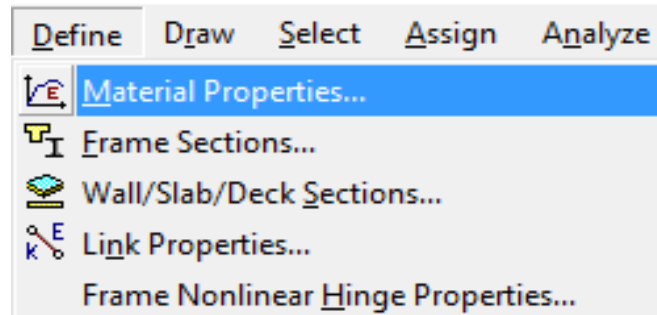 Define Draw Select Assign Analyze
Material Properties...
Frame Sections...
Wall/Slab/Deck Sections...
Link Properties...
Frame Nonlinear Hinge Properties...